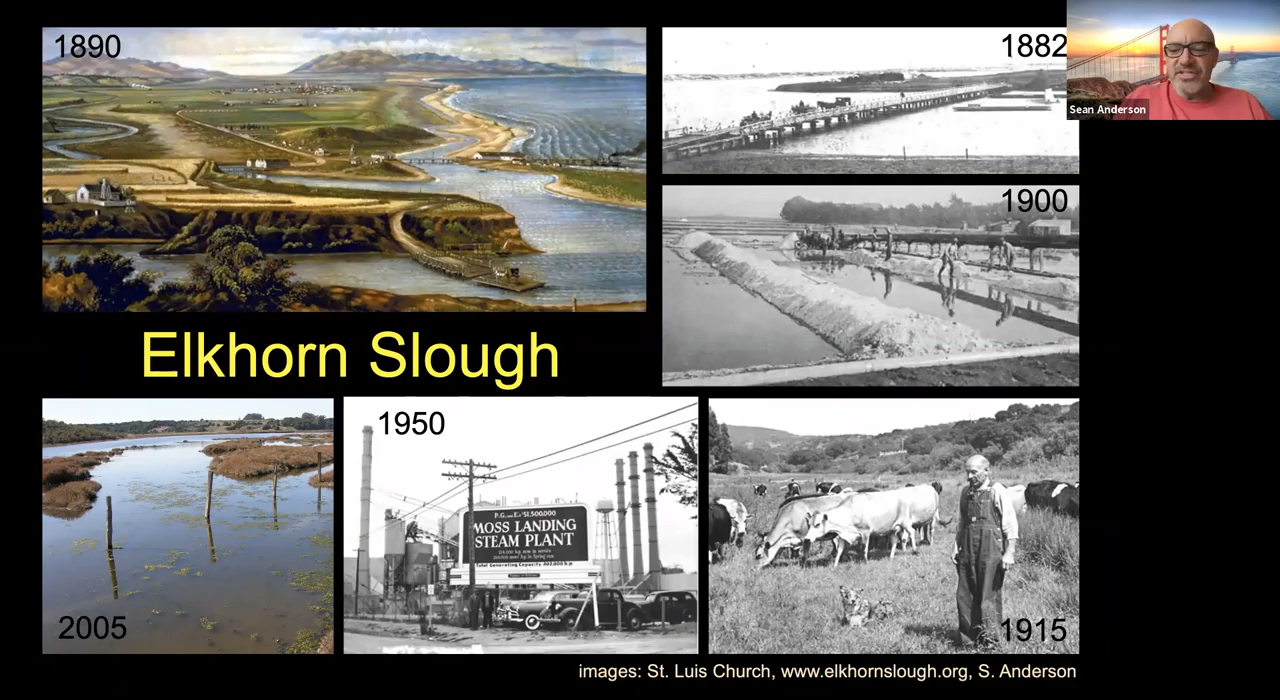 1890
1882
Sean Anderson
1900
Elkhorn Slough
1950
MOSS LANDING
STEAM PLANT
2005
1915
images: St. Luis Church, www.elkhornslough.org, S. Anderson